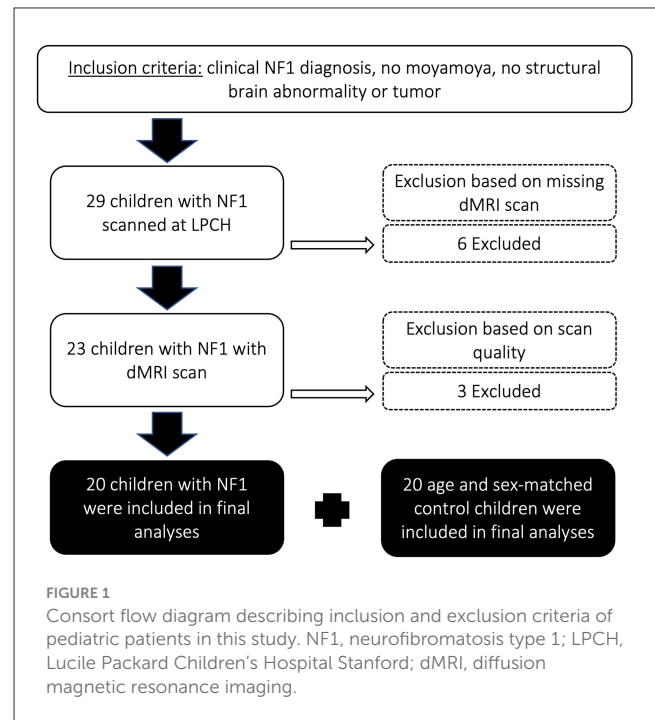 Inclusion criteria: clinical NF1 diagnosis, no moyamoya, no structural
brain abnormality or tumor
29 children with NF1
scanned at LPCH
Exclusion based on missing
dMRI scan
6 Excluded
23 children with NF1 with
dMRI scan
Exclusion based on scan
quality
3 Excluded
20 children with NF1
were included in final
analyses
20 age and sex-matched
control children were
included in final analyses
FIGURE 1
Consort flow diagram describing inclusion and exclusion criteria of
pediatric patients in this study. NF1, neurofibromatosis type 1; LPCH,
Lucile Packard Children's Hospital Stanford; dMRI, diffusion
magnetic resonance imaging.